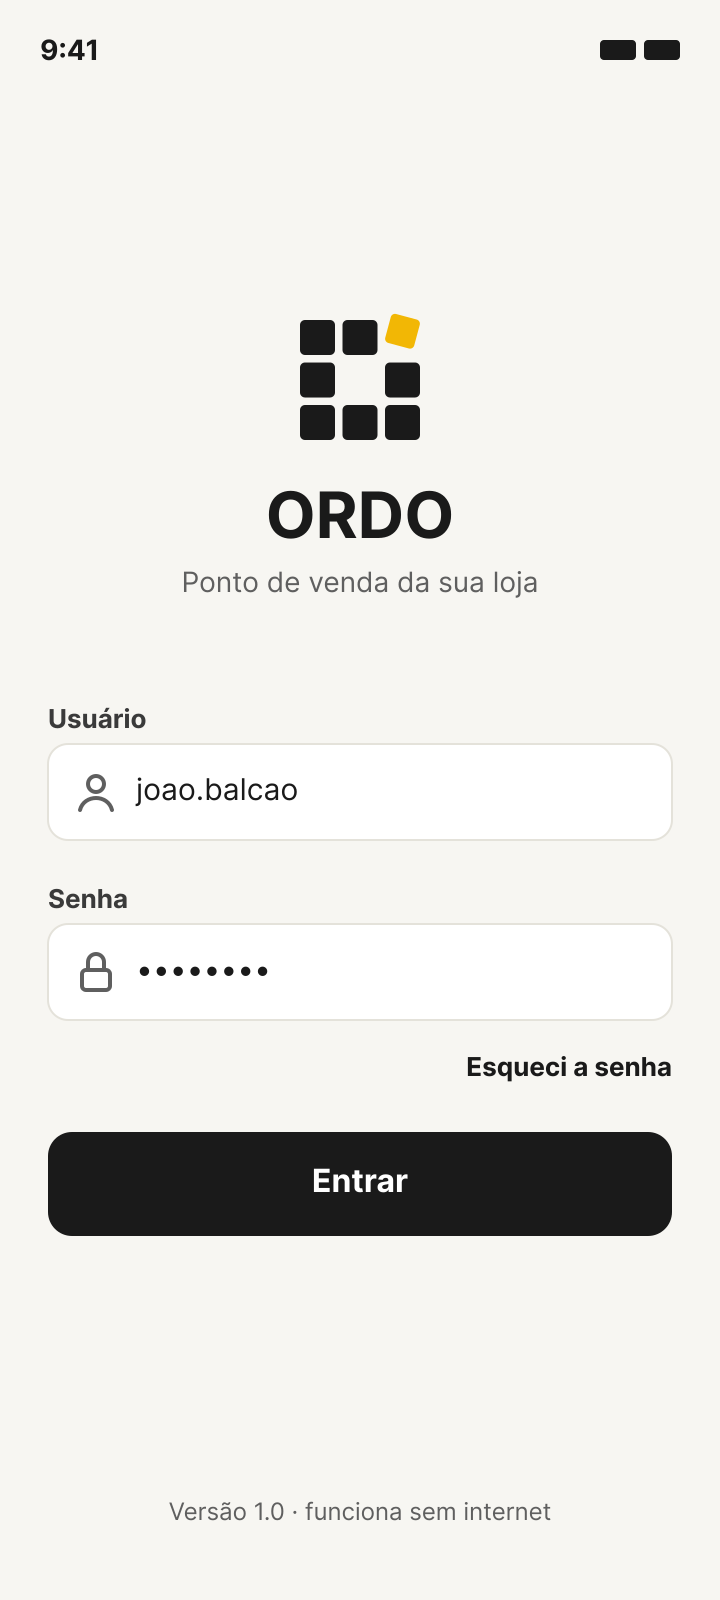 9:41
ORDO
Ponto de venda da sua loja
Usuário
joao.balcao
Senha
••••••••
Esqueci a senha
Entrar
Versão 1.0 · funciona sem internet